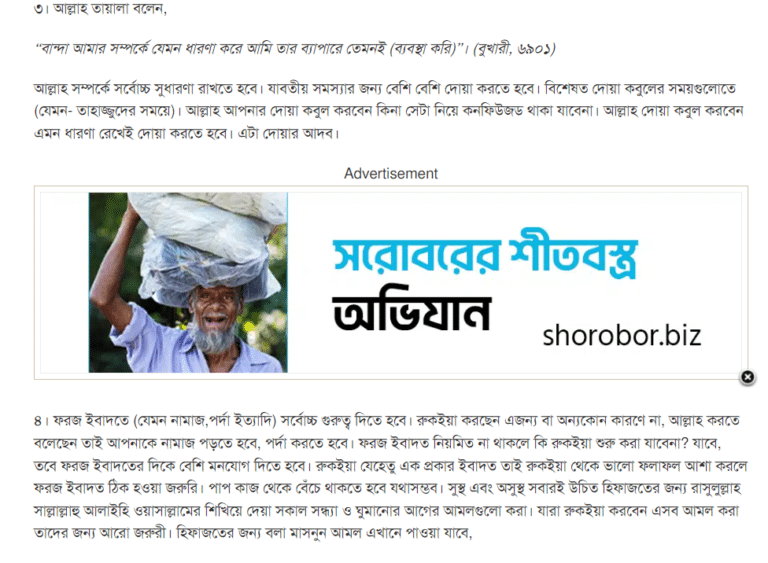 ৩। আল্লাহ তায়ালা বলেন,
“বান্দা আমার সম্পর্কে যেমন ধারণা করে আমি তার ব্যাপারে তেমনই (ব্যবস্থা করি)”। (বুখারী, ৬৯০১)
আল্লাহ সম্পর্কে সর্বোচ্চ সুধারণা রাখতে হবে। যাবতীয় সমস্যার জন্য বেশি বেশি দোয়া করতে হবে। বিশেষত দোয়া কবুলের সময়গুলোতে
(যেমন- তাহাজ্জুদের সময়ে)। আল্লাহ আপনার দোয়া কবুল করবেন কিনা সেটা নিয়ে কনফিউজড থাকা যাবেনা। আল্লাহ দোয়া কবুল করবেন
এমন ধারণা রেখেই দোয়া করতে হবে। এটা দোয়ার আদব।
Advertisement
সরোবরের শীতবস্ত্র
অভিযান
shorobor.biz
৪। ফরজ ইবাদতে (যেমন নামাজ,পর্দা ইত্যাদি) সর্বোচ্চ গুরুত্ব দিতে হবে। রুকইয়া করছেন এজন্য বা অন্যকোন কারণে না, আল্লাহ করতে
বলেছেন তাই আপনাকে নামাজ পড়তে হবে, পর্দা করতে হবে। ফরজ ইবাদত নিয়মিত না থাকলে কি রুকইয়া শুরু করা যাবেনা? যাবে,
তবে ফরজ ইবাদতের দিকে বেশি মনযোগ দিতে হবে। রুকইয়া যেহেতু এক প্রকার ইবাদত তাই রুকইয়া থেকে ভালো ফলাফল আশা করলে
ফরজ ইবাদত ঠিক হওয়া জরুরি। পাপ কাজ থেকে বেঁচে থাকতে হবে যথাসম্ভব। সুস্থ এবং অসুস্থ সবারই উচিত হিফাজতের জন্য রাসুলুল্লাহ
সাল্লাল্লাহু আলাইহি ওয়াসাল্লামের শিখিয়ে দেয়া সকাল সন্ধ্যা ও ঘুমানোর আগের আমলগুলো করা। যারা রুকইয়া করবেন এসব আমল করা
তাদের জন্য আরো জরুরী। হিফাজতের জন্য বলা মাসনুন আমল এখানে পাওয়া যাবে,